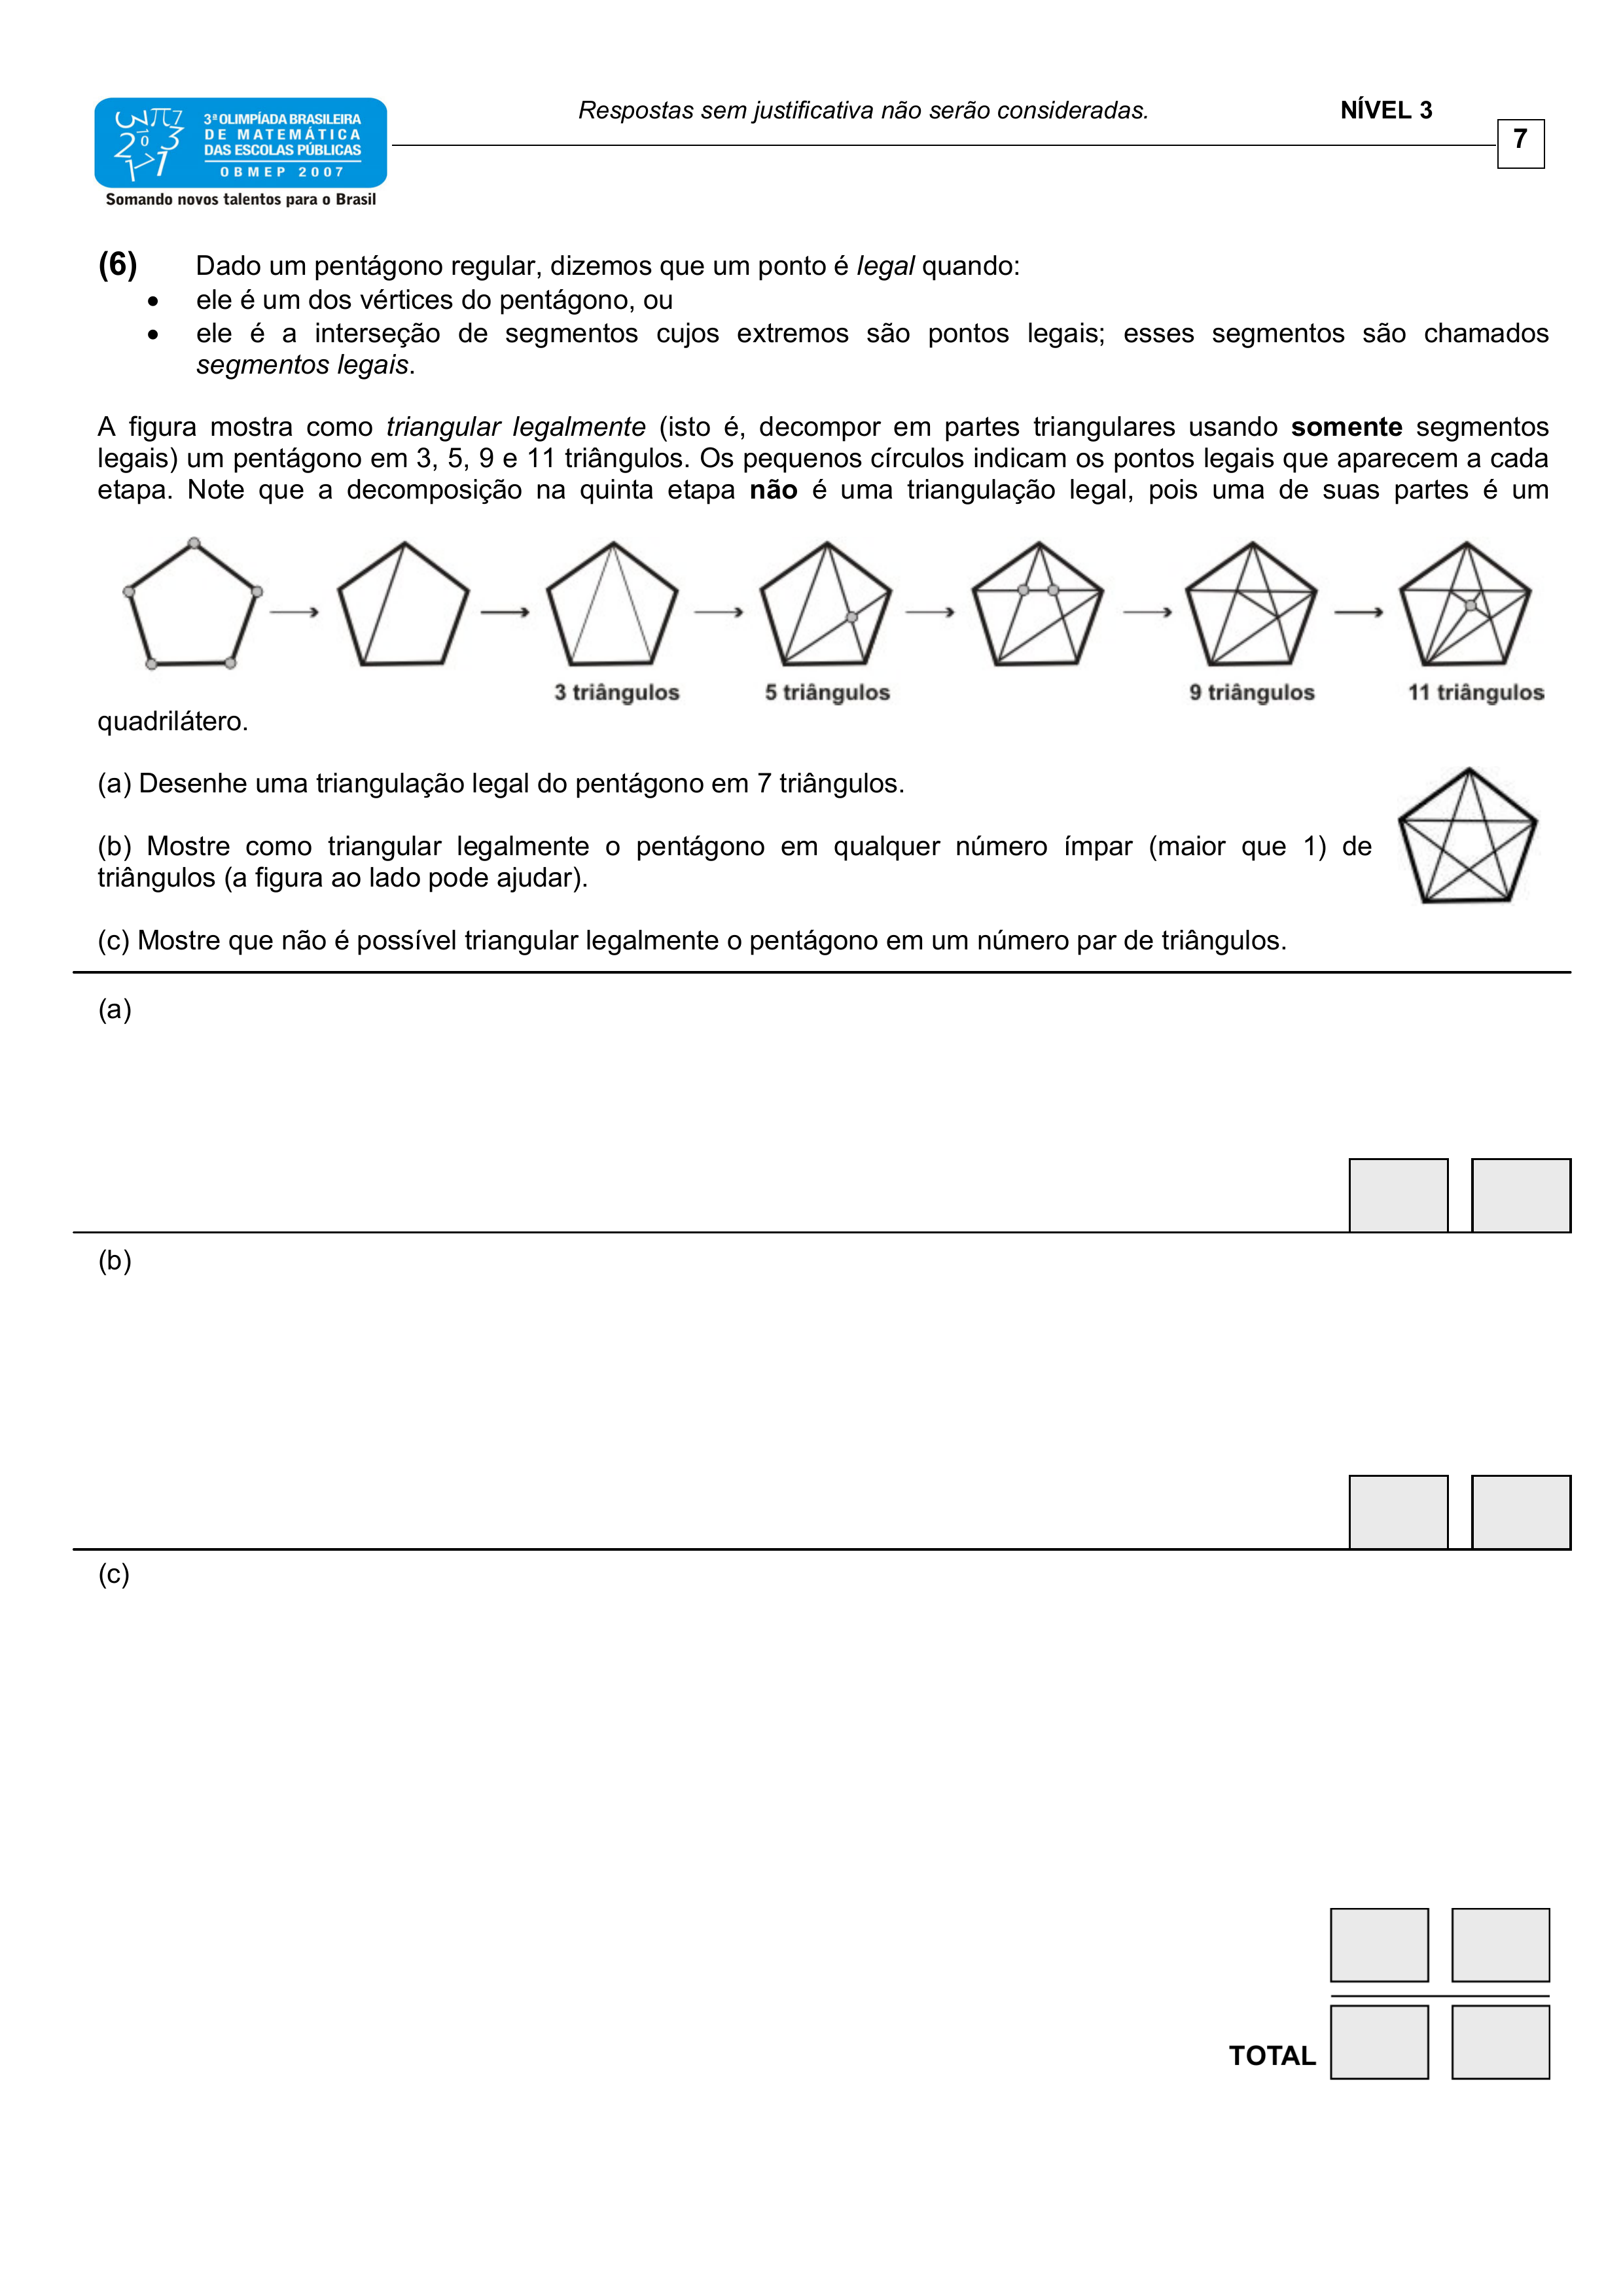 Respostas sem justificativa não serão consideradas.
NÍVEL 3
7
3ª OLIMPÍADA BRASILEIRA
DE MATEMÁTICA
DAS ESCOLAS PÚBLICAS
OBMEP 2007
Somando novos talentos para o Brasil
(6) Dado um pentágono regular, dizemos que um ponto é legal quando:
• ele é um dos vértices do pentágono, ou
• ele é a interseção de segmentos cujos extremos são pontos legais; esses segmentos são chamados
segmentos legais.
A figura mostra como triangular legalmente (isto é, decompor em partes triangulares usando somente segmentos
legais) um pentágono em 3, 5, 9 e 11 triângulos. Os pequenos círculos indicam os pontos legais que aparecem a cada
etapa. Note que a decomposição na quinta etapa não é uma triangulação legal, pois uma de suas partes é um
3 triângulos
5 triângulos
9 triângulos
11 triângulos
quadrilátero.
(a) Desenhe uma triangulação legal do pentágono em 7 triângulos.
(b) Mostre como triangular legalmente o pentágono em qualquer número ímpar (maior que 1) de
triângulos (a figura ao lado pode ajudar).
(c) Mostre que não é possível triangular legalmente o pentágono em um número par de triângulos.
(a)
(b)
(c)
TOTAL